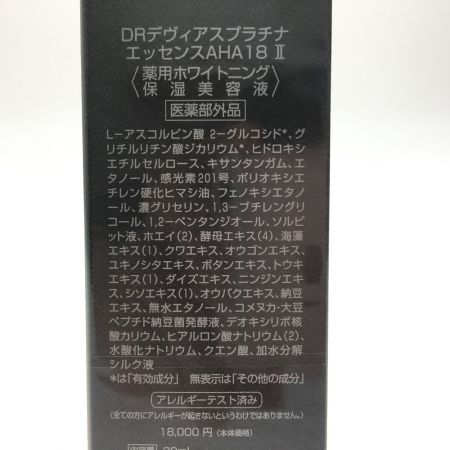 DRデヴィアスプラチナ
エッセンスAHA18 Ⅱ
〈薬用ホワイトニング
保湿美容液〉
医薬部外品
L-アスコルビン酸 2-グルコシド*、グ
リチルリチン酸ジカリウム*、ヒドロキシ
エチルセルロース、キサンタンガム、エ
タノール、感光素201号、ポリオキシエ
チレン硬化ヒマシ油、フェノキシエタノ
ール、濃グリセリン、1,3-ブチレングリ
コール、1,2-ペンタンジオール、ソルビ
ット液、ホエイ(2)、酵母エキス(4)、海藻
エキス(1)、クワエキス、オウゴンエキス、
ユキノシタエキス、ボタンエキス、トウキ
エキス(1)、ダイズエキス、ニンジンエキ
ス、シソエキス(1)、オウバクエキス、納豆
エキス、無水エタノール、コメヌカ・大豆
ペプチド納豆菌発酵液、デオキシリボ核
酸カリウム、ヒアルロン酸ナトリウム(2)、
水酸化ナトリウム、クエン酸、加水分解
シルク液
*は「有効成分」 無表示は「その他の成分」
アレルギーテスト済み
(全ての方にアレルギーが起きないというわけではありません。)
18,000 円 (本体価格)